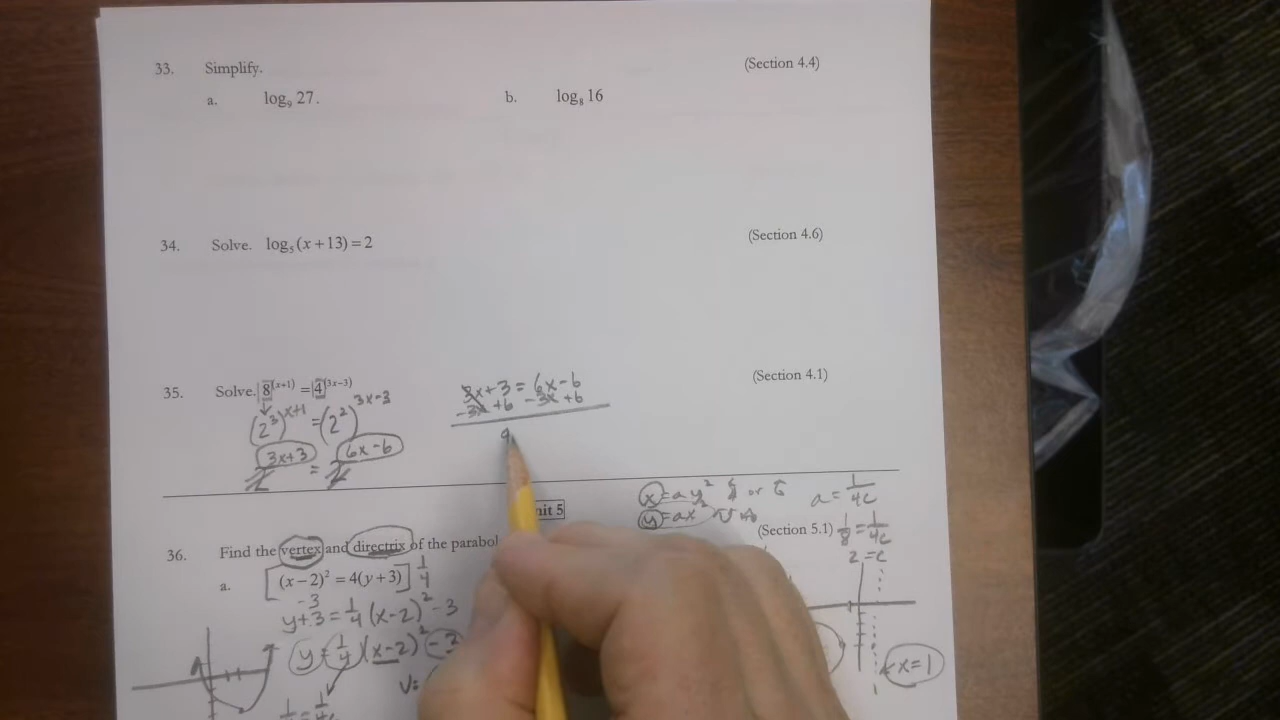 33. Simplify. (Section 4.4)
a. log₉ 27. b. log₈ 16
34. Solve. log₅(x+13) = 2 (Section 4.6)
35. Solve. 8^(x+1) = 4^(3x−3) (Section 4.1)
(2³)^x+1 = (2²)^3x−3
2^3x+3 = 2^6x−6
3x+3 = 6x−6
−3x +6 −3x +6
9
nit 5
x = ay² or
y = ax²
a = 1/4c
36. Find the vertex and directrix of the parabol (Section 5.1)
1/8 = 1/4c
2 = c
a. [(x−2)² = 4(y+3)] 1/4
−3
y+3 = 1/4 (x−2)² −3
y = 1/4 (x−2)² −3
V:
x=1